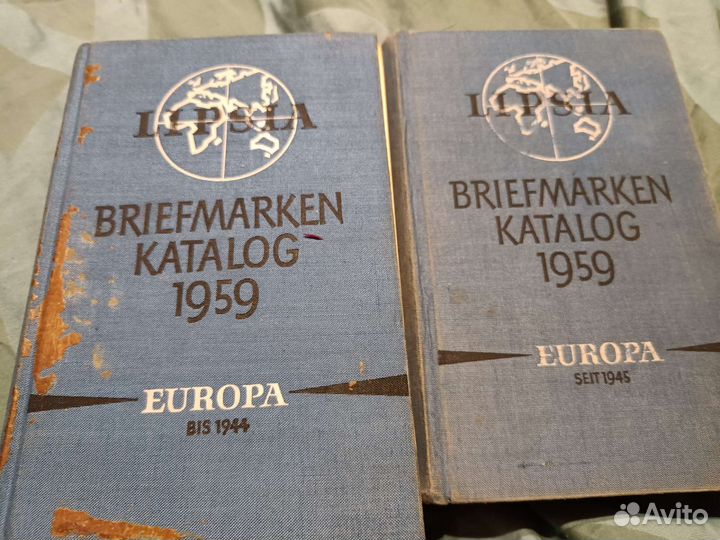 LIPSIA
BRIEFMARKEN
KATALOG
1959
EUROPA
BIS 1944
LIPSIA
BRIEFMARKEN
KATALOG
1959
EUROPA
SEIT 1945
Avito